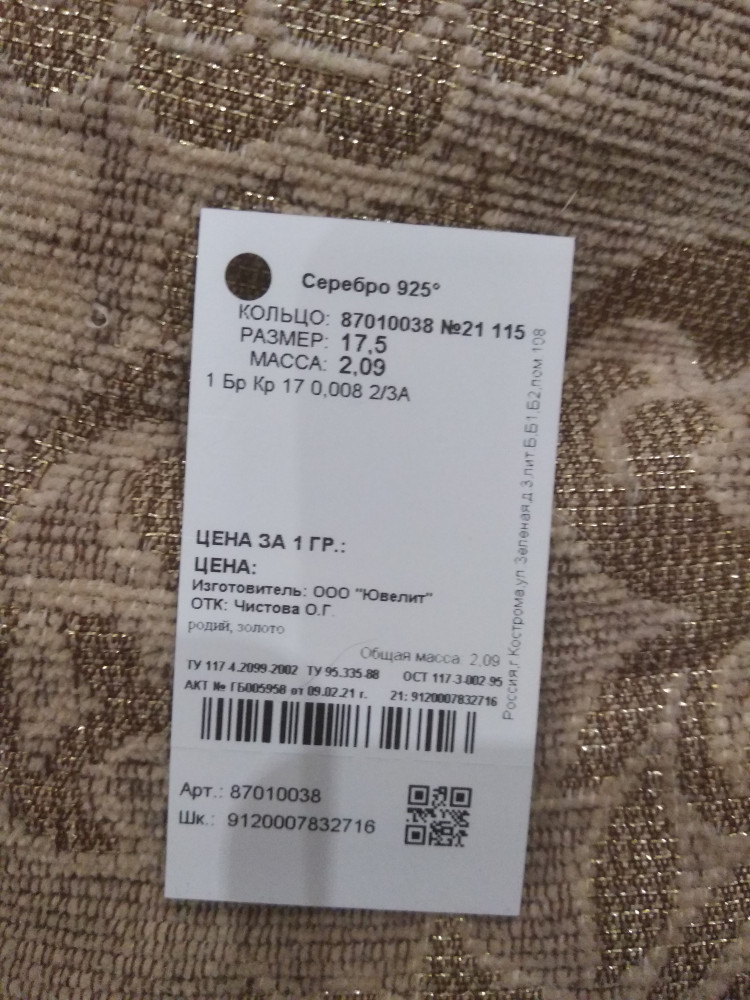 Серебро 925°
КОЛЬЦО: 87010038 №21 115
РАЗМЕР: 17,5
МАССА: 2,09
1 Бр Кр 17 0,008 2/3А
ЦЕНА ЗА 1 ГР.:
ЦЕНА:
Изготовитель: ООО "Ювелит"
ОТК: Чистова О.Г.
родий, золото
Общая масса 2,09
ТУ 117-4.2099-2002 ТУ 95.335-88 ОСТ 117-3-002 95
АКТ № ГБ005958 от 09.02.21 г. 21: 9120007832716
Арт.: 87010038
Шк.: 9120007832716
Россия,г Кострома,ул Зеленая,д 3,лит Б,Б1,Б2,пом 108